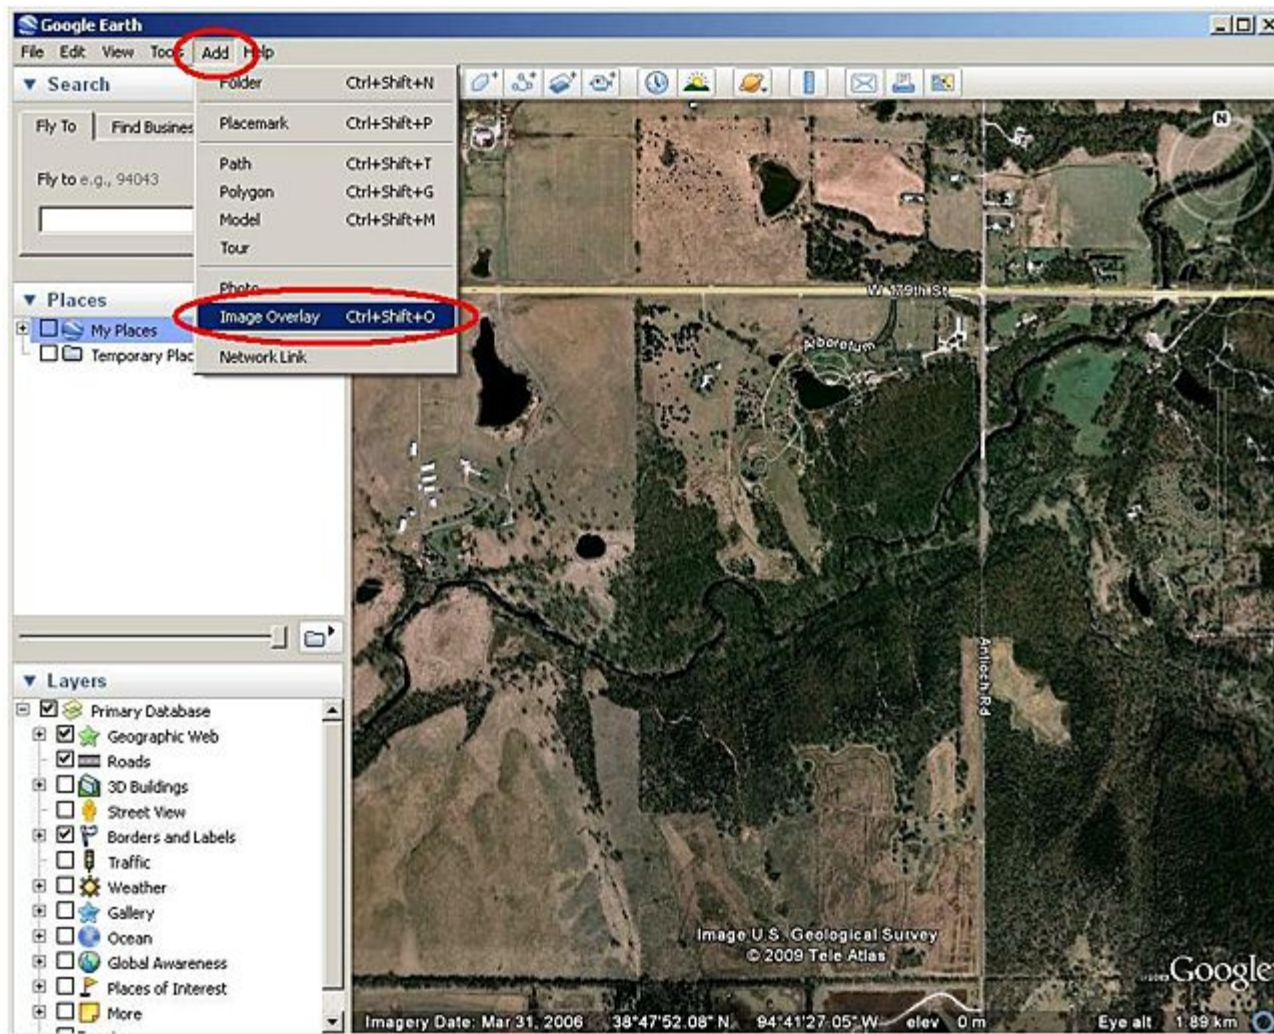 Google Earth
File Edit View Tools Add Help
Search
Folder Ctrl+Shift+N
Fly To Find Busines
Placemark Ctrl+Shift+P
Path Ctrl+Shift+T
Fly to e.g., 94043
Polygon Ctrl+Shift+G
Model Ctrl+Shift+M
Tour
Photo
Places
Image Overlay Ctrl+Shift+O
My Places
Temporary Plac
Network Link
N
W 179th St
Arboretum
Antioch Rd
Layers
Primary Database
Geographic Web
Roads
3D Buildings
Street View
Borders and Labels
Traffic
Weather
Gallery
Ocean
Global Awareness
Places of Interest
More
Image U.S. Geological Survey
© 2009 Tele Atlas
Google
Imagery Date: Mar 31, 2006 38°47'52.08" N 94°41'27.05" W elev 0 m Eye alt 1.89 km